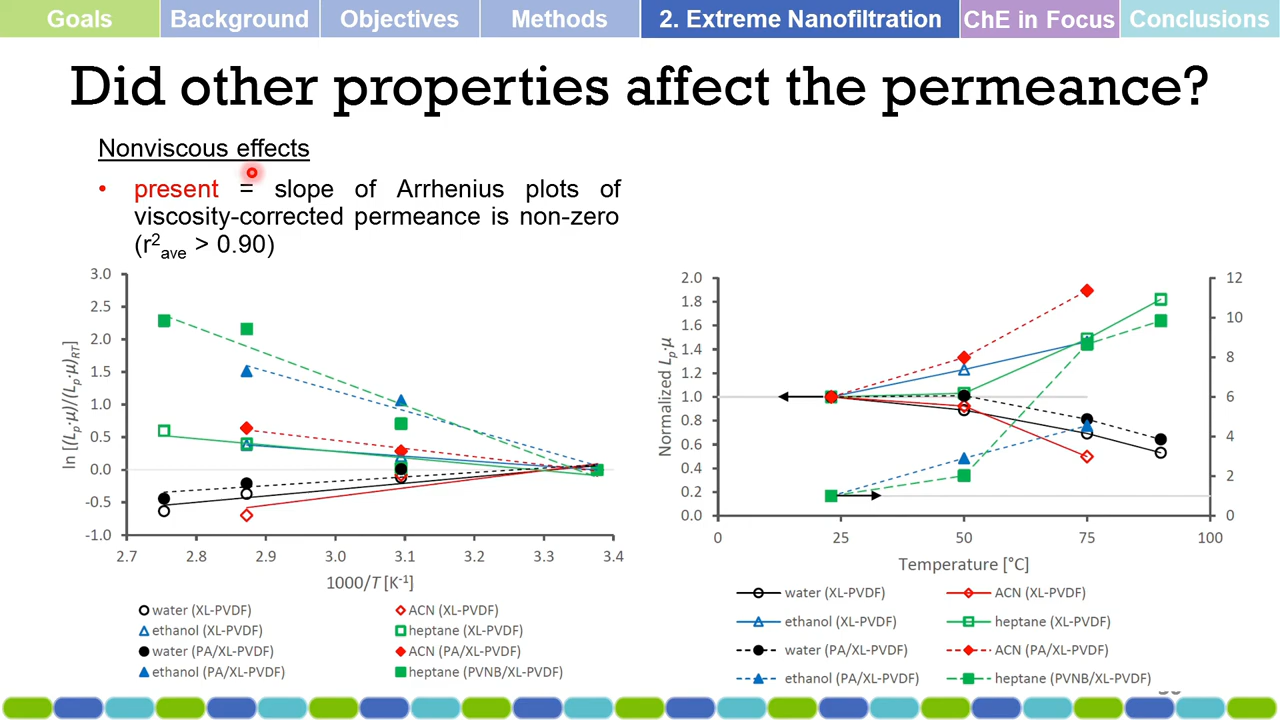 Goals Background Objectives Methods 2. Extreme Nanofiltration ChE in Focus Conclusions
Did other properties affect the permeance?
Nonviscous effects
• present = slope of Arrhenius plots of
viscosity-corrected permeance is non-zero
(r²ave > 0.90)
3.0
2.5
2.0
1.5
1.0
0.5
0.0
-0.5
-1.0
ln [(Lp·μ)/(Lp·μ)RT]
2.7 2.8 2.9 3.0 3.1 3.2 3.3 3.4
1000/T [K-1]
water (XL-PVDF) ACN (XL-PVDF)
ethanol (XL-PVDF) heptane (XL-PVDF)
water (PA/XL-PVDF) ACN (PA/XL-PVDF)
ethanol (PA/XL-PVDF) heptane (PVNB/XL-PVDF)
2.0
1.8
1.6
1.4
1.2
1.0
0.8
0.6
0.4
0.2
0.0
Normalized Lp·μ
12
10
8
6
4
2
0
0 25 50 75 100
Temperature [°C]
water (XL-PVDF) ACN (XL-PVDF)
ethanol (XL-PVDF) heptane (XL-PVDF)
water (PA/XL-PVDF) ACN (PA/XL-PVDF)
ethanol (PA/XL-PVDF) heptane (PVNB/XL-PVDF)